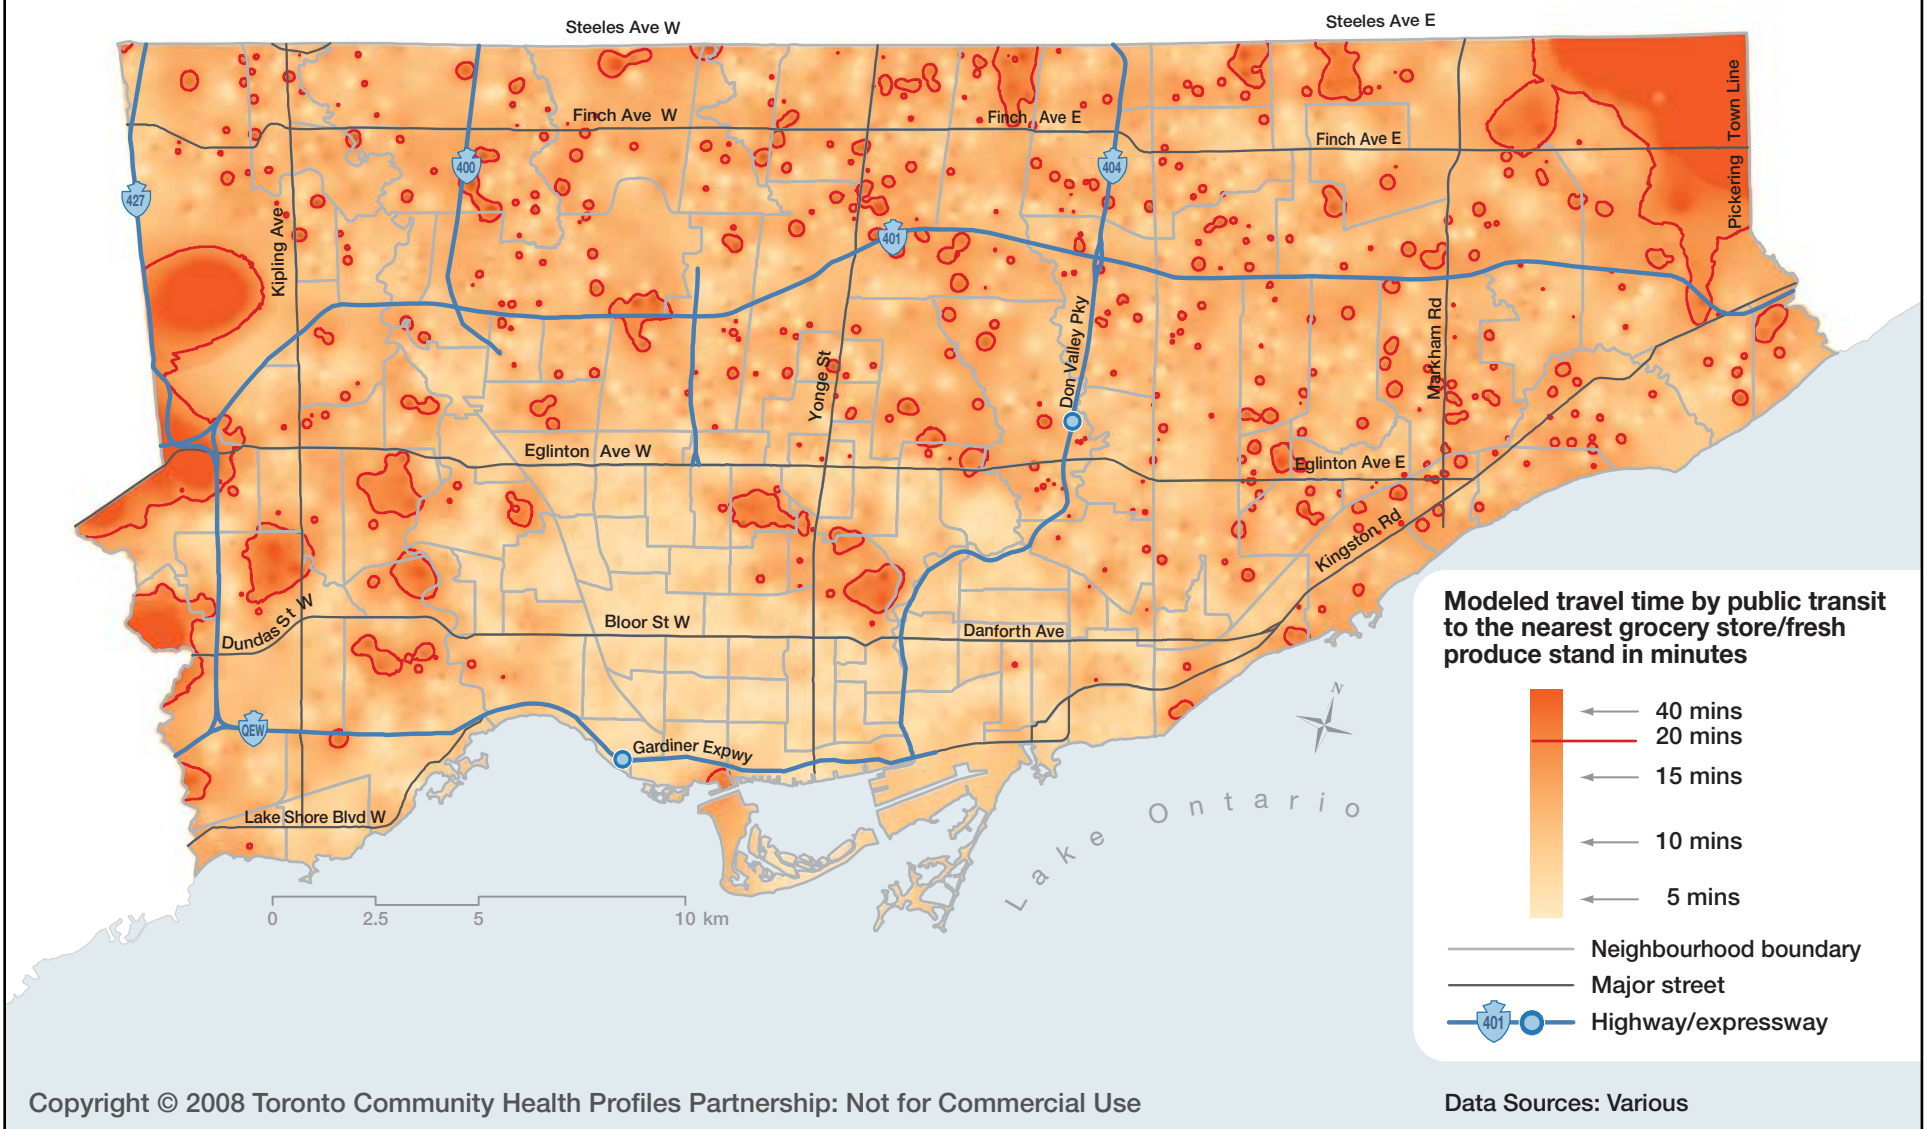 Steeles Ave W
Steeles Ave E
Finch Ave W
Finch Ave E
Finch Ave E
Pickering Town Line
427
400
404
401
Kipling Ave
Yonge St
Don Valley Pky
Markham Rd
Eglinton Ave W
Eglinton Ave E
Kingston Rd
Dundas St W
Bloor St W
Danforth Ave
QEW
Gardiner Expwy
Lake Shore Blvd W
Lake Ontario
N
0 2.5 5 10 km
Modeled travel time by public transit
to the nearest grocery store/fresh
produce stand in minutes
40 mins
20 mins
15 mins
10 mins
5 mins
Neighbourhood boundary
Major street
401 Highway/expressway
Copyright © 2008 Toronto Community Health Profiles Partnership: Not for Commercial Use
Data Sources: Various